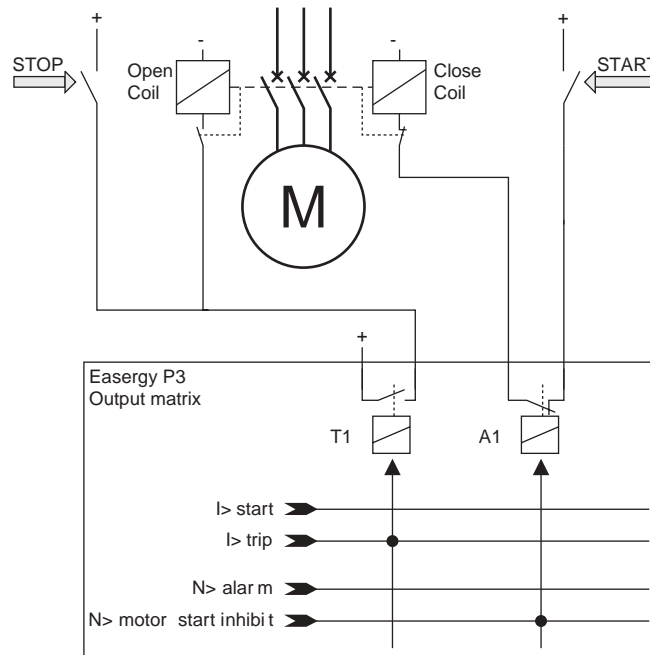 +
+
STOP
Open
Coil
-
-
Close
Coil
START
M
+
Easergy P3
Output matrix
T1
A1
I> start
I> trip
N> alar m
N> motor start inhibi t